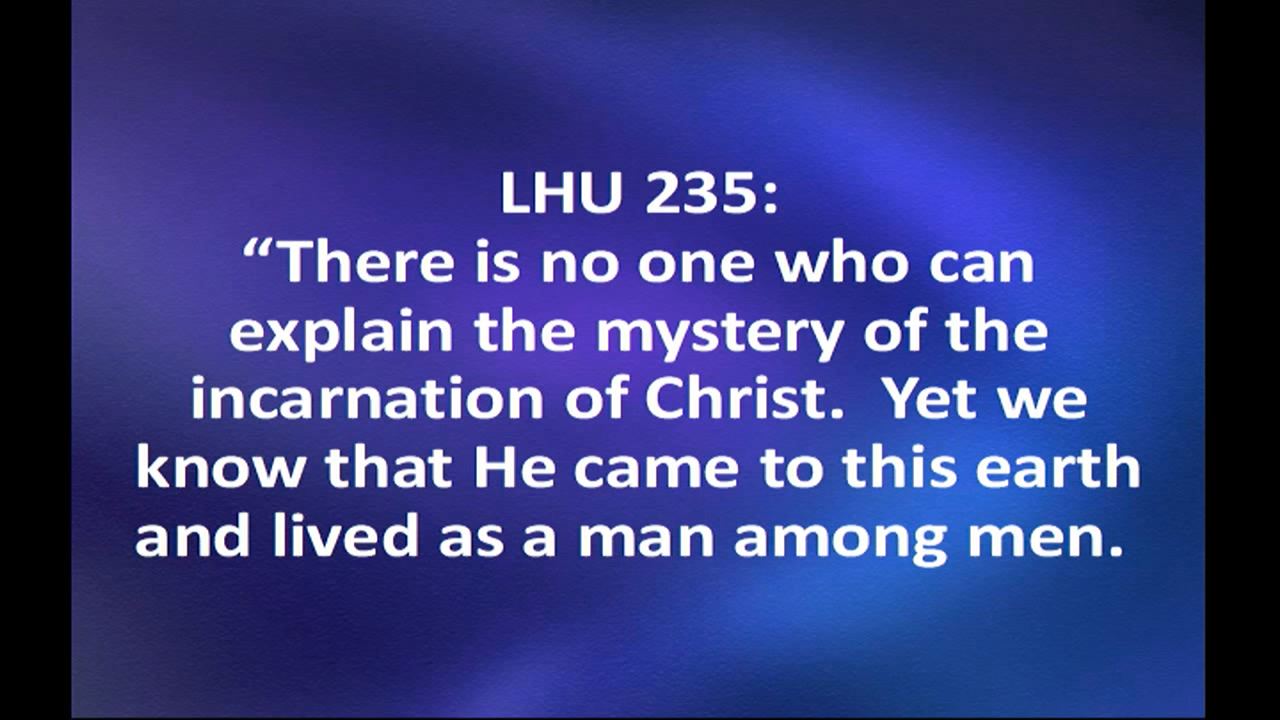 LHU 235:
“There is no one who can
explain the mystery of the
incarnation of Christ.  Yet we
know that He came to this earth
and lived as a man among men.